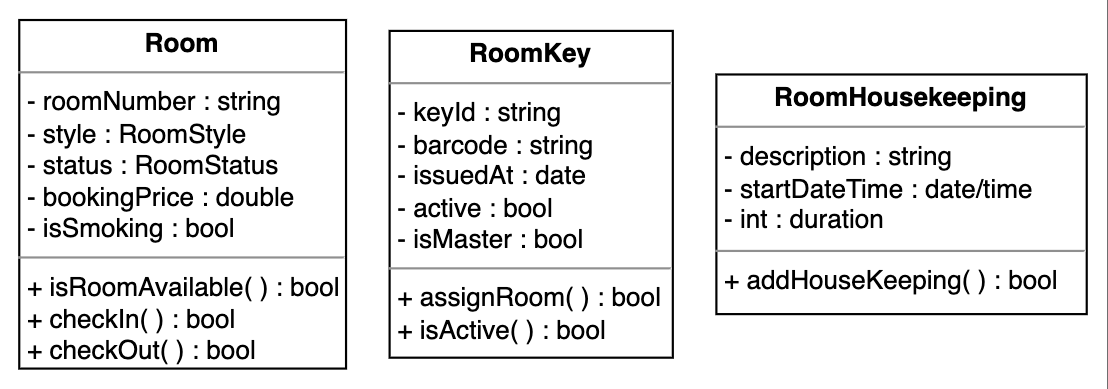 Room
- roomNumber : string
- style : RoomStyle
- status : RoomStatus
- bookingPrice : double
- isSmoking : bool
+ isRoomAvailable( ) : bool
+ checkIn( ) : bool
+ checkOut( ) : bool
RoomKey
- keyId : string
- barcode : string
- issuedAt : date
- active : bool
- isMaster : bool
+ assignRoom( ) : bool
+ isActive( ) : bool
RoomHousekeeping
- description : string
- startDateTime : date/time
- int : duration
+ addHouseKeeping( ) : bool